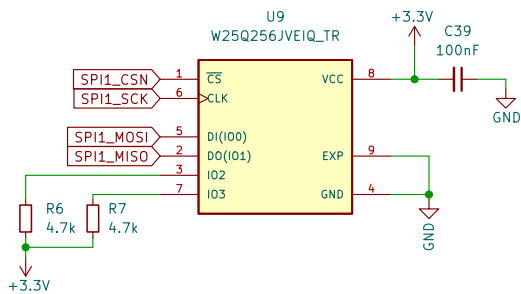 U9
W25Q256JVEIQ_TR
+3.3V
C39
100nF
SPI1_CSN 1 CS VCC 8
SPI1_SCK 6 CLK
GND
SPI1_MOSI 5 DI(IO0)
SPI1_MISO 2 DO(IO1) EXP 9
3 IO2
7 IO3 GND 4
R6 R7
4.7k 4.7k
GND
+3.3V